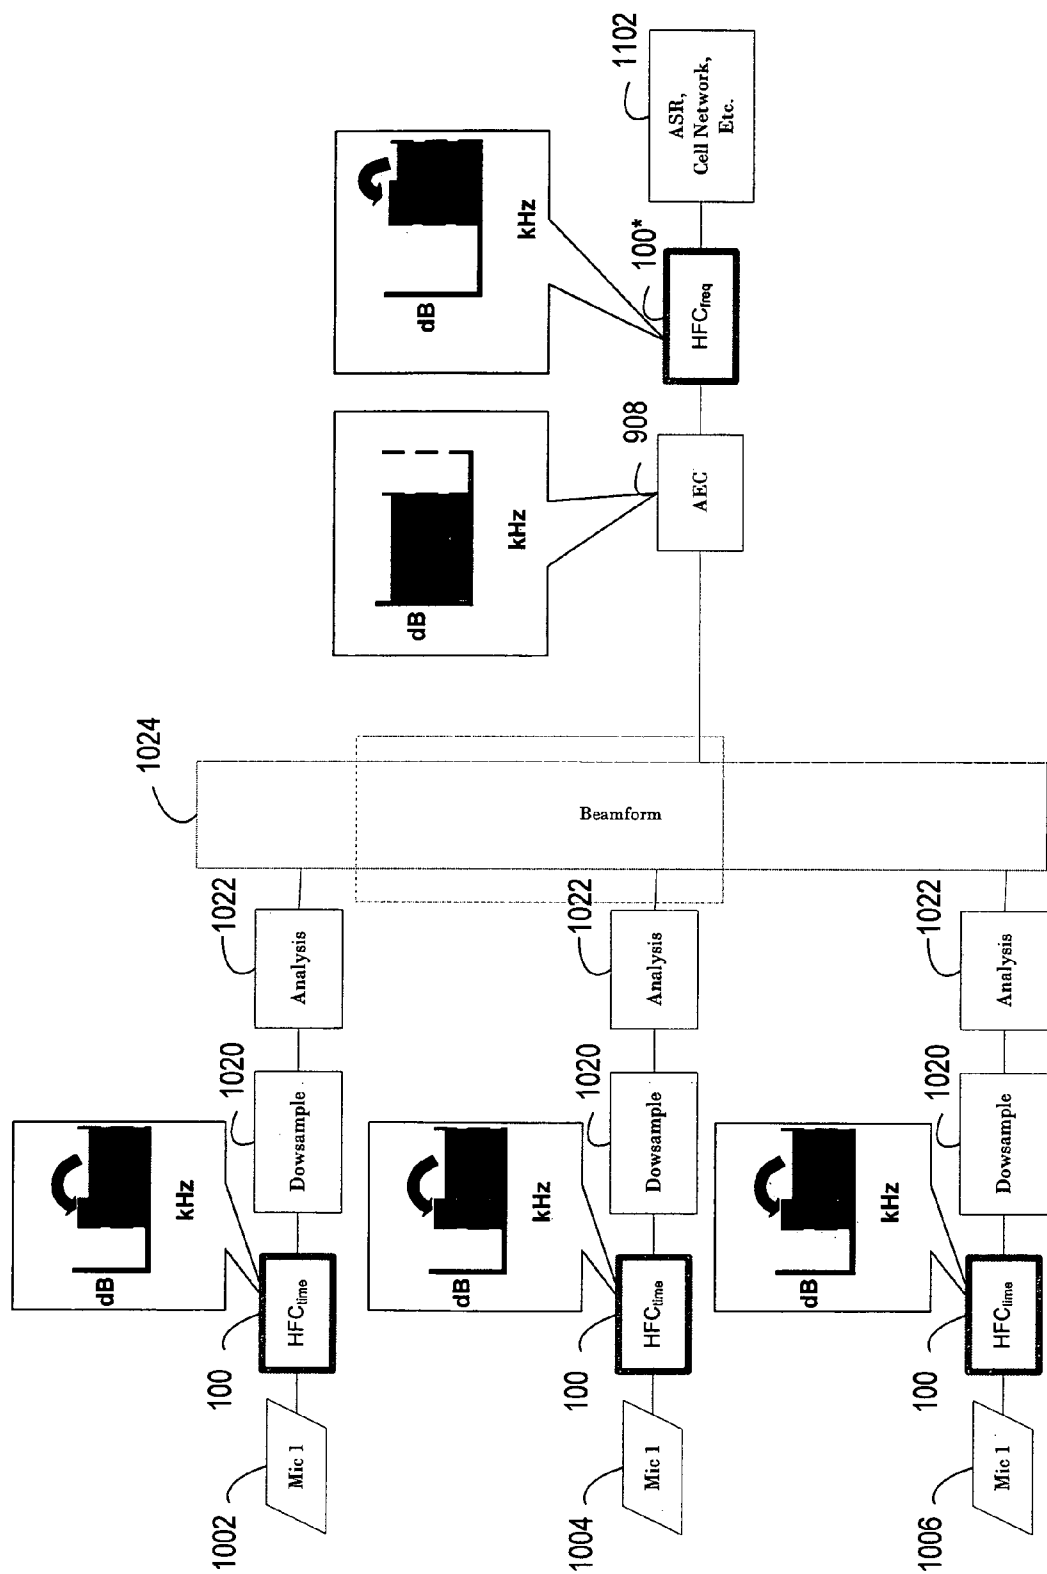 1002
Mic 1
100
HFCtime
dB
kHz
1020
Dowsample
1022
Analysis
1004
Mic 1
100
HFCtime
dB
kHz
1020
Dowsample
1022
Analysis
1006
Mic 1
100
HFCtime
dB
kHz
1020
Dowsample
1022
Analysis
1024
Beamform
dB
kHz
908
AEC
dB
kHz
100*
HFCfreq
1102
ASR,
Cell Network,
Etc.